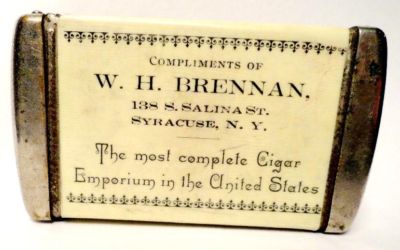 COMPLIMENTS OF
W. H. BRENNAN,
138 S. SALINA ST.
SYRACUSE, N. Y.
The most complete Cigar
Emporium in the United States